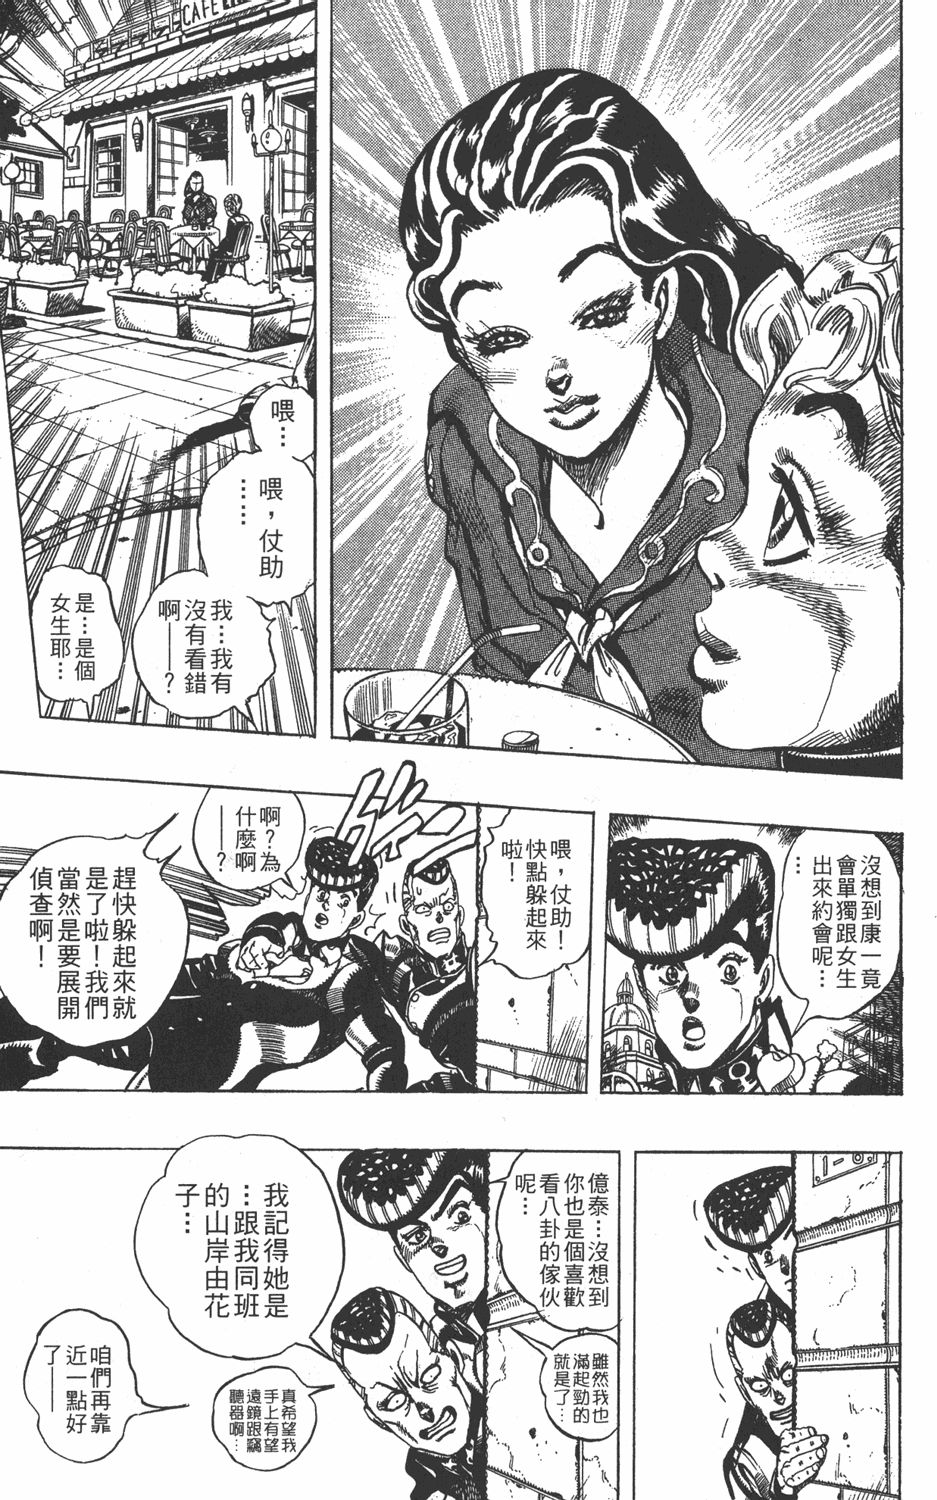 CAFE
喂…
喂，仗助
……
我…我有
沒有看錯
啊——？
是…是個
女生耶…
沒想到康一竟
會單獨跟女生
出來約會呢…
…
喂，仗助！
快點躲起來
啦！
啊？為
什麼啊
——？
趕快躲起來就
是了啦！我們
當然是要展開
偵查啊！
億泰…沒想到
你也是個喜歡
看八卦的傢伙
呢…
雖然我也
滿起勁的
就是了…
我記得她是
…跟我同班
的山岸由花
子…
真希望我
手上有望
遠鏡跟竊
聽器啊…
咱們再靠
近一點好
了——